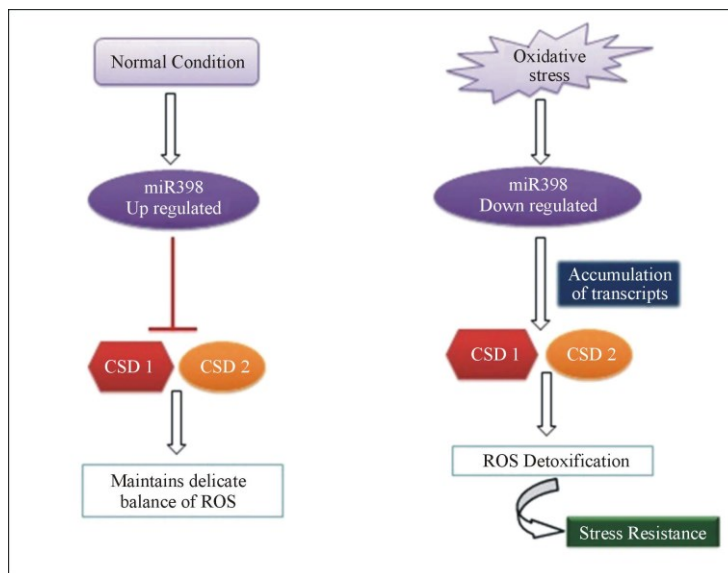 Normal Condition
miR398
Up regulated
CSD 1
CSD 2
Maintains delicate
balance of ROS
Oxidative
stress
miR398
Down regulated
Accumulation
of transcripts
CSD 1
CSD 2
ROS Detoxification
Stress Resistance